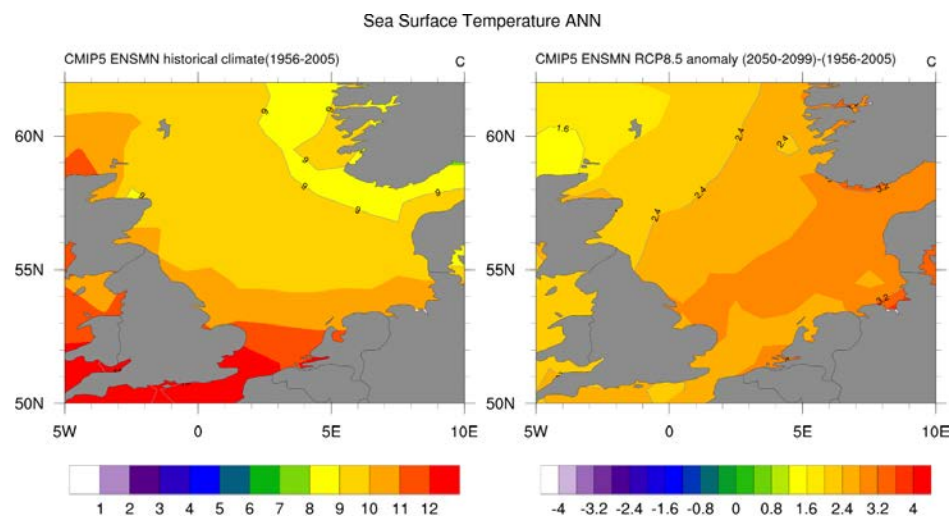 Sea Surface Temperature ANN
CMIP5 ENSMN historical climate(1956-2005) C
CMIP5 ENSMN RCP8.5 anomaly (2050-2099)-(1956-2005) C
60N
55N
50N
5W 0 5E 10E
9
9
9
9
9
9
1 2 3 4 5 6 7 8 9 10 11 12
60N
55N
50N
5W 0 5E 10E
1.6
2.4
2.4
2.4
2.4
3.2
-4 -3.2 -2.4 -1.6 -0.8 0 0.8 1.6 2.4 3.2 4